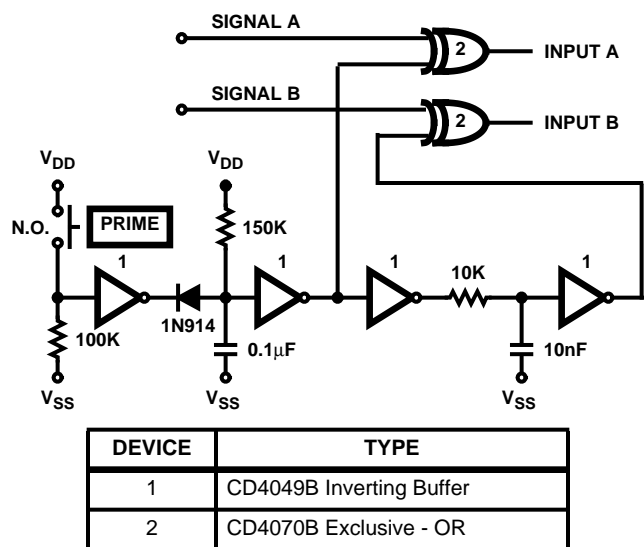 SIGNAL A
2
INPUT A
SIGNAL B
2
INPUT B
VDD
VDD
N.O.
PRIME
150K
1
1
1
10K
1
1N914
100K
0.1μF
10nF
VSS
VSS
VSS
DEVICE TYPE
1 CD4049B Inverting Buffer
2 CD4070B Exclusive - OR